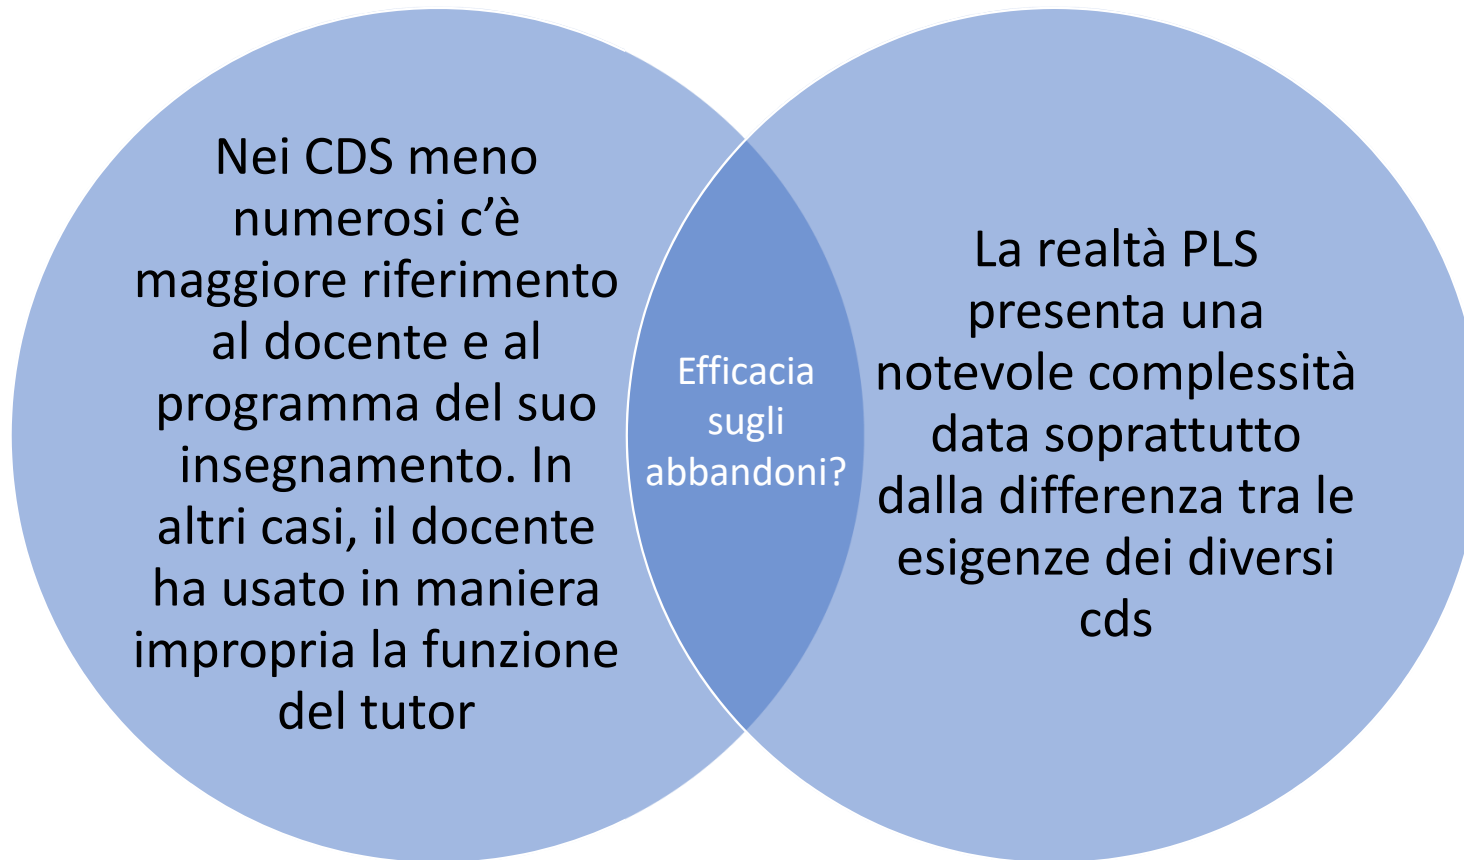 Nei CDS meno
numerosi c’è
maggiore riferimento
al docente e al
programma del suo
insegnamento. In
altri casi, il docente
ha usato in maniera
impropria la funzione
del tutor
Efficacia
sugli
abbandoni?
La realtà PLS
presenta una
notevole complessità
data soprattutto
dalla differenza tra le
esigenze dei diversi
cds